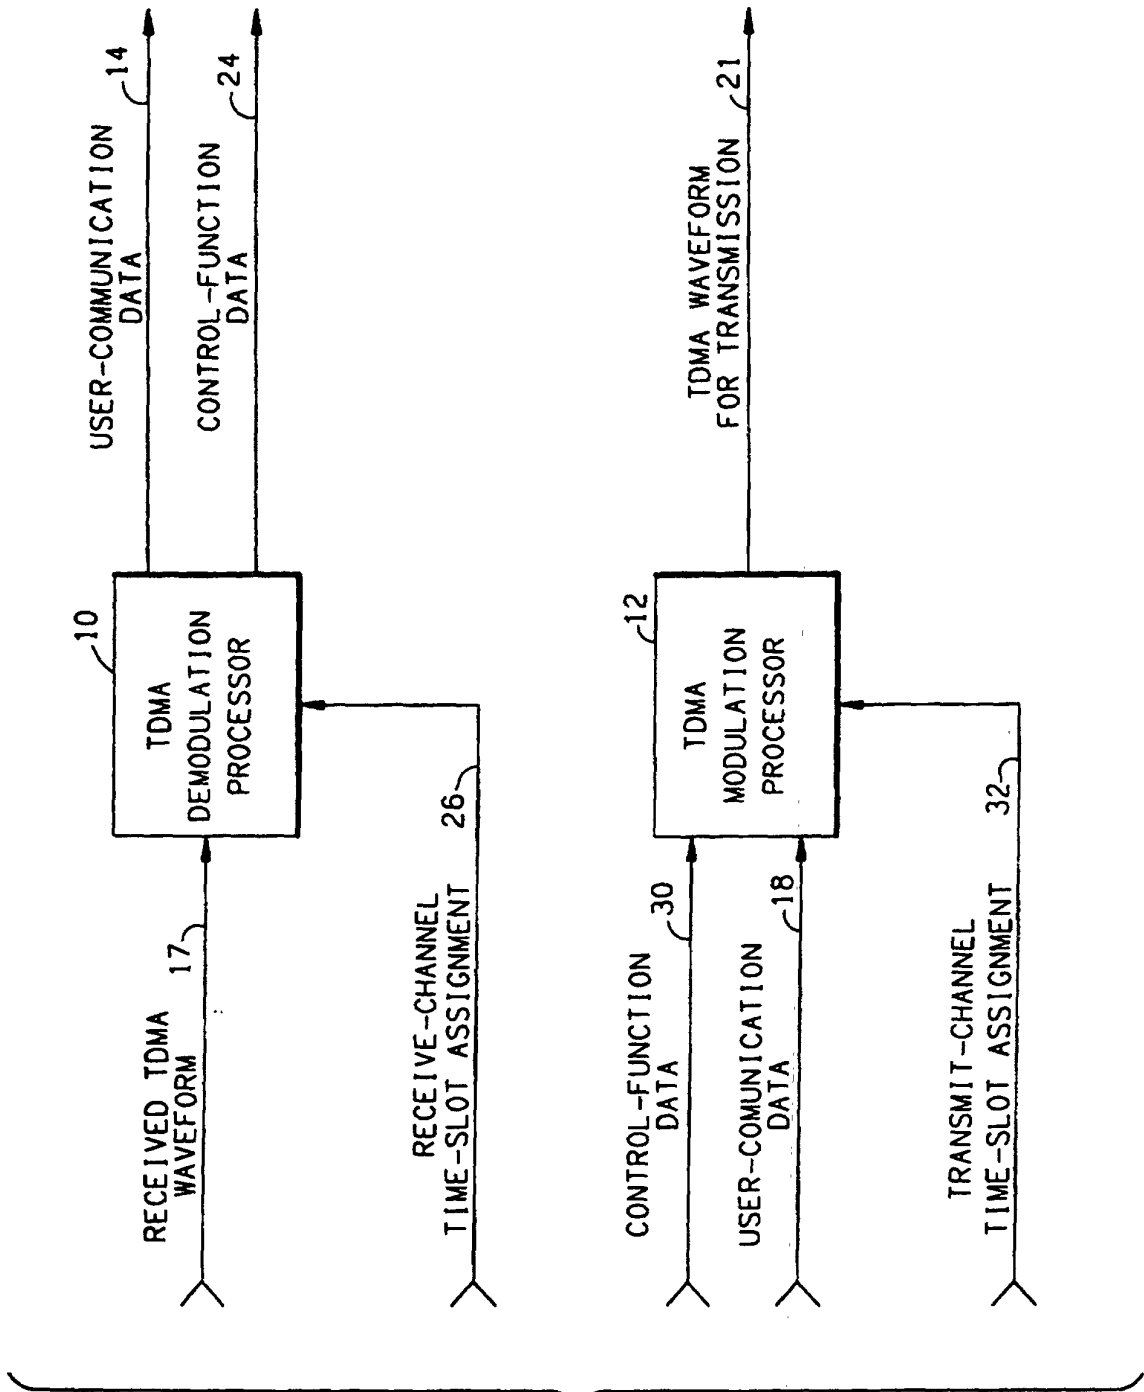 RECEIVED TDMA
WAVEFORM
17
10
TDMA
DEMODULATION
PROCESSOR
USER-COMMUNICATION
DATA
14
CONTROL-FUNCTION
DATA
24
RECEIVE-CHANNEL
TIME-SLOT ASSIGNMENT
26
CONTROL-FUNCTION
DATA
30
USER-COMUNICATION
DATA
18
12
TDMA
MODULATION
PROCESSOR
TDMA WAVEFORM
FOR TRANSMISSION
21
TRANSMIT-CHANNEL
TIME-SLOT ASSIGNMENT
32